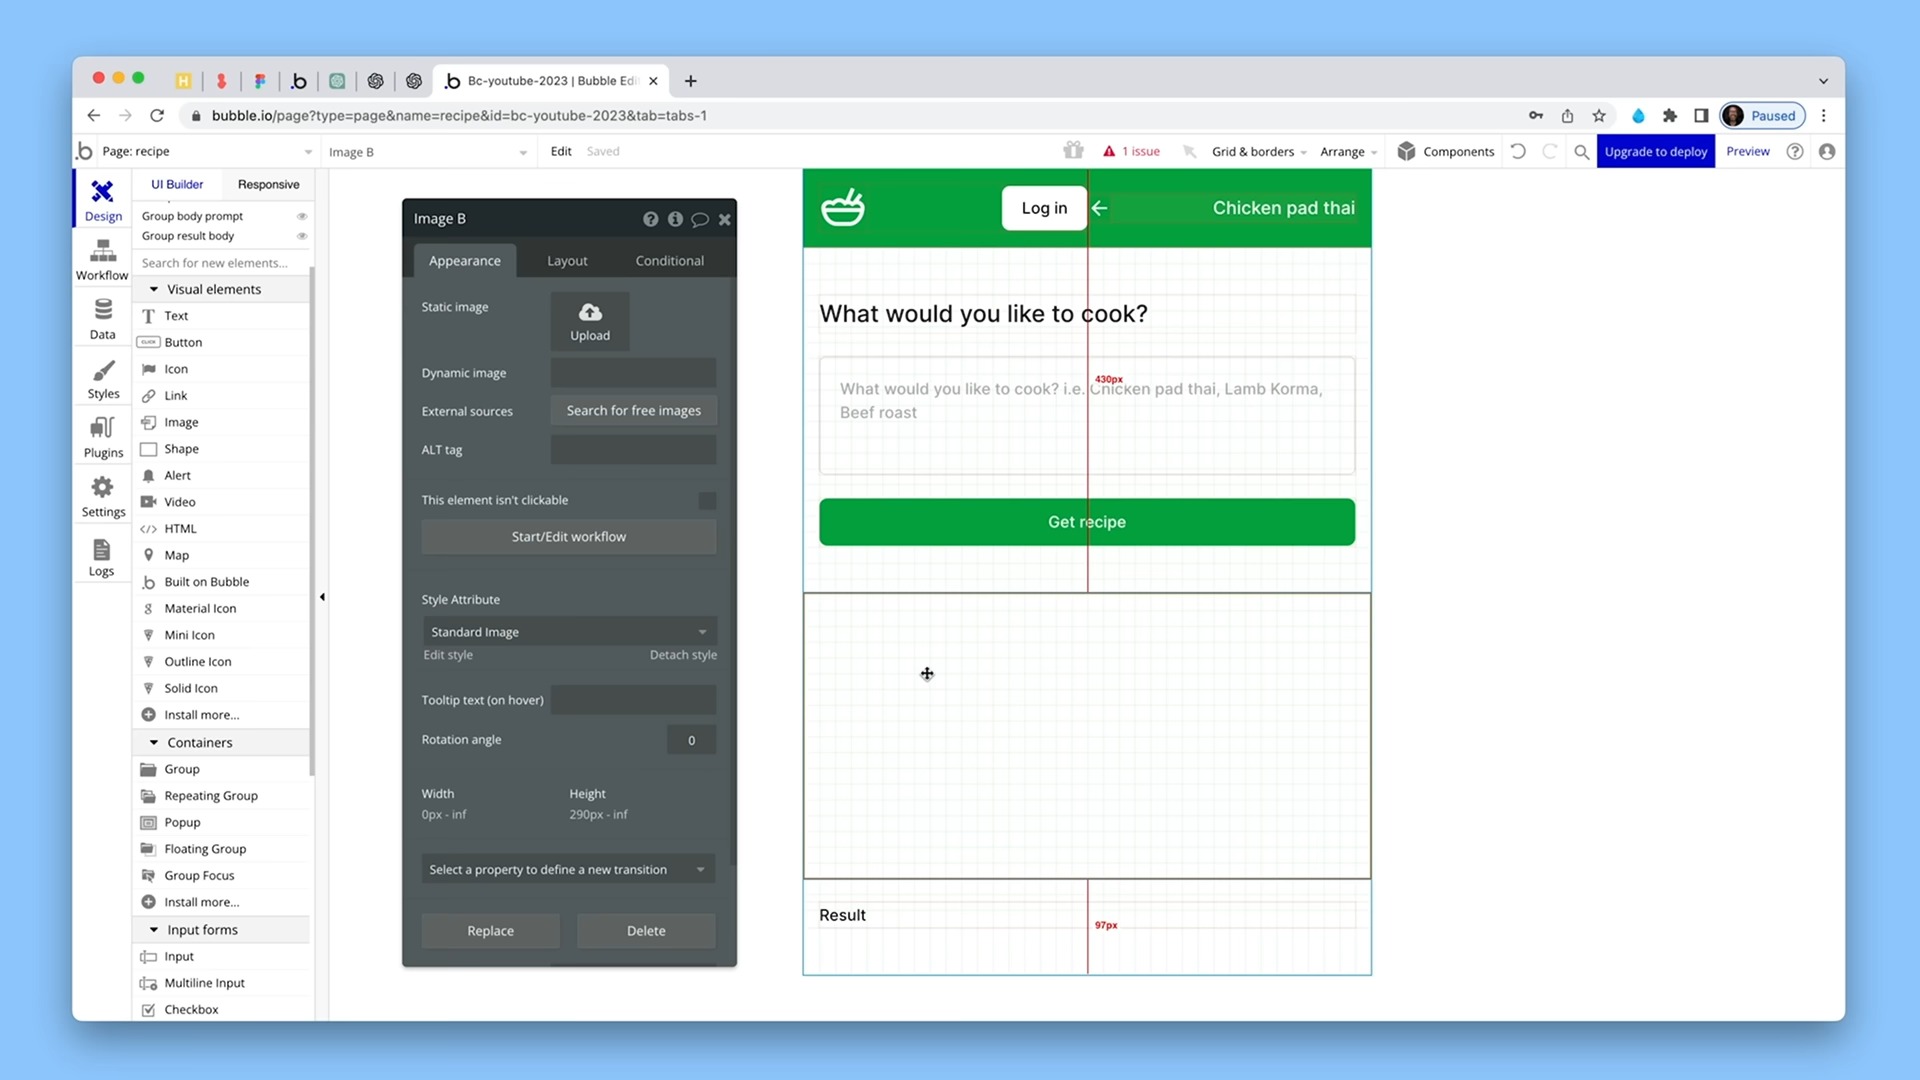 Bc-youtube-2023 | Bubble Edi
bubble.io/page?type=page&name=recipe&id=bc-youtube-2023&tab=tabs-1
Paused
Page: recipe
Image B
Edit
Saved
1 issue
Grid & borders
Arrange
Components
Upgrade to deploy
Preview
Design
Workflow
Data
Styles
Plugins
Settings
Logs
UI Builder
Responsive
Group body prompt
Group result body
Search for new elements...
Visual elements
Text
Button
Icon
Link
Image
Shape
Alert
Video
HTML
Map
Built on Bubble
Material Icon
Mini Icon
Outline Icon
Solid Icon
Install more...
Containers
Group
Repeating Group
Popup
Floating Group
Group Focus
Install more...
Input forms
Input
Multiline Input
Checkbox
Image B
Appearance
Layout
Conditional
Static image
Upload
Dynamic image
External sources
Search for free images
ALT tag
This element isn't clickable
Start/Edit workflow
Style Attribute
Standard Image
Edit style
Detach style
Tooltip text (on hover)
Rotation angle
0
Width
Height
0px - inf
290px - inf
Select a property to define a new transition
Replace
Delete
Log in
Chicken pad thai
What would you like to cook?
430px
What would you like to cook? i.e. Chicken pad thai, Lamb Korma,
Beef roast
Get recipe
Result
97px